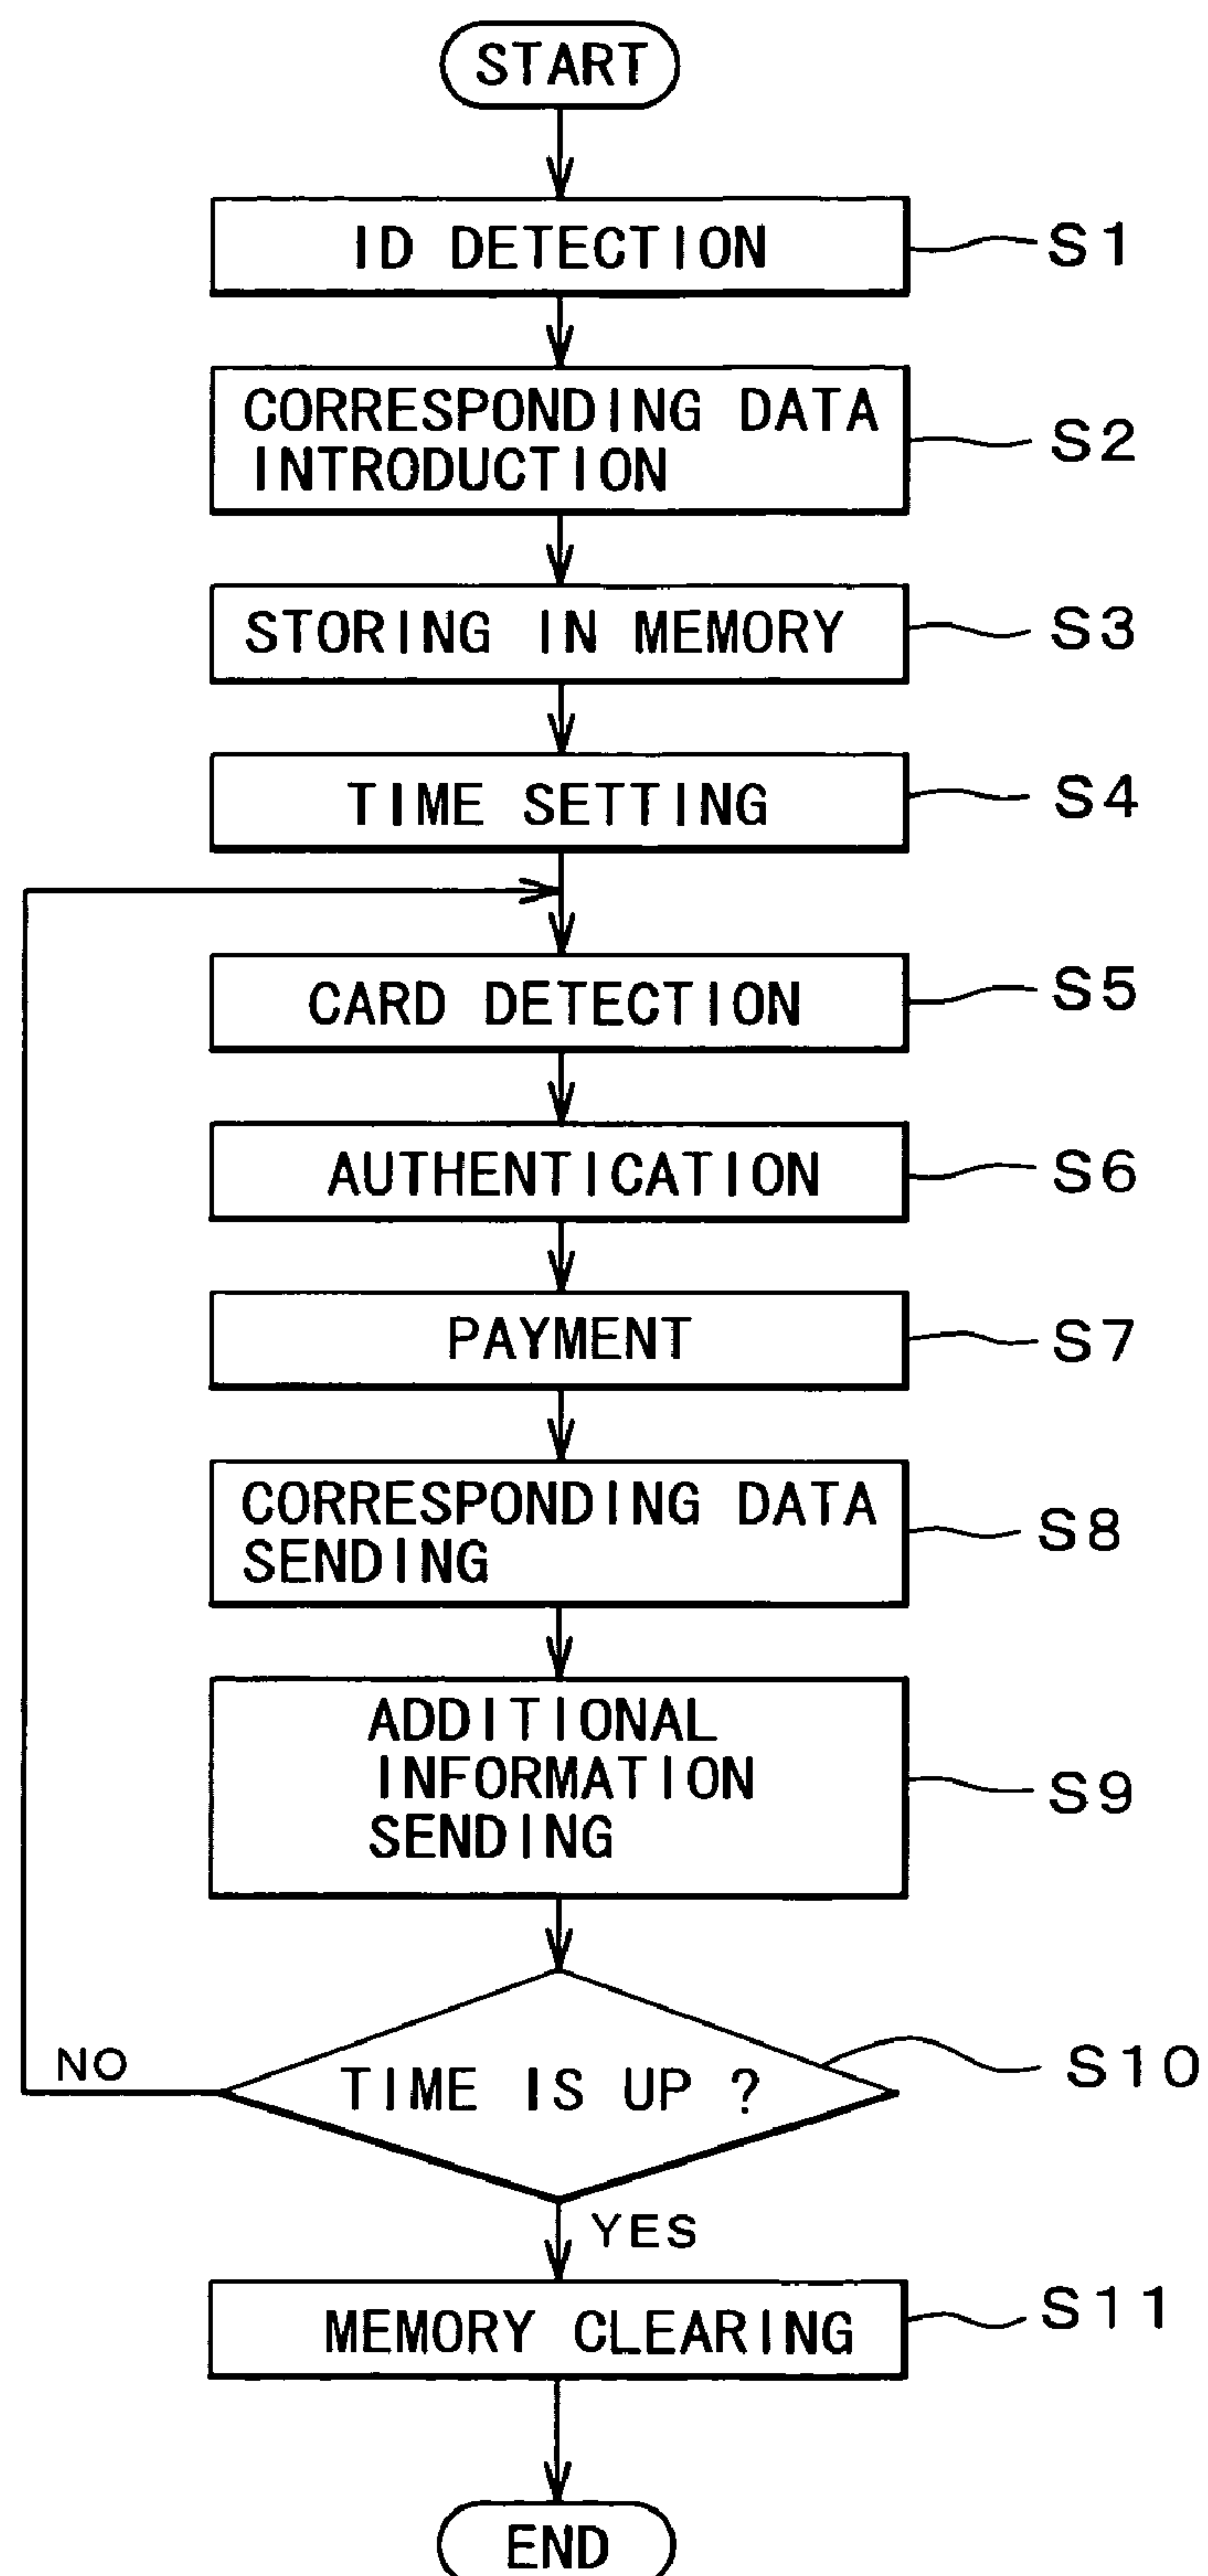 START
ID DETECTION
S1
CORRESPONDING DATA
INTRODUCTION
S2
STORING IN MEMORY
S3
TIME SETTING
S4
CARD DETECTION
S5
AUTHENTICATION
S6
PAYMENT
S7
CORRESPONDING DATA
SENDING
S8
ADDITIONAL
INFORMATION
SENDING
S9
NO
TIME IS UP ?
S10
YES
MEMORY CLEARING
S11
END